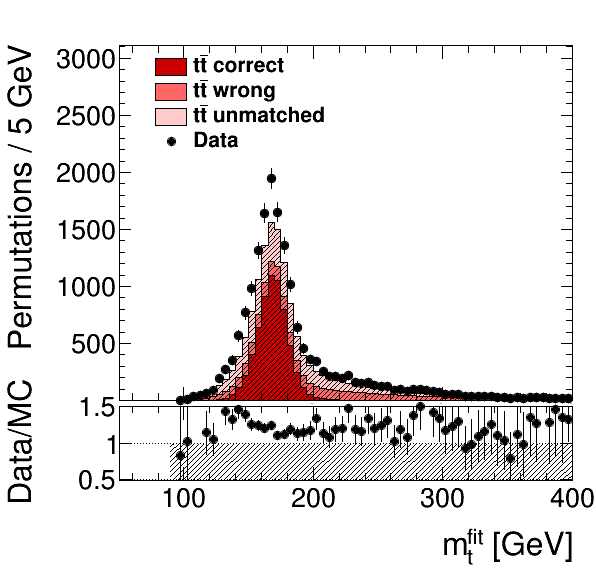 Permutations / 5 GeV
3000
2500
2000
1500
1000
500
tt̄ correct
tt̄ wrong
tt̄ unmatched
Data
Data/MC
1.5
1
0.5
100 200 300 400
m_t^fit [GeV]